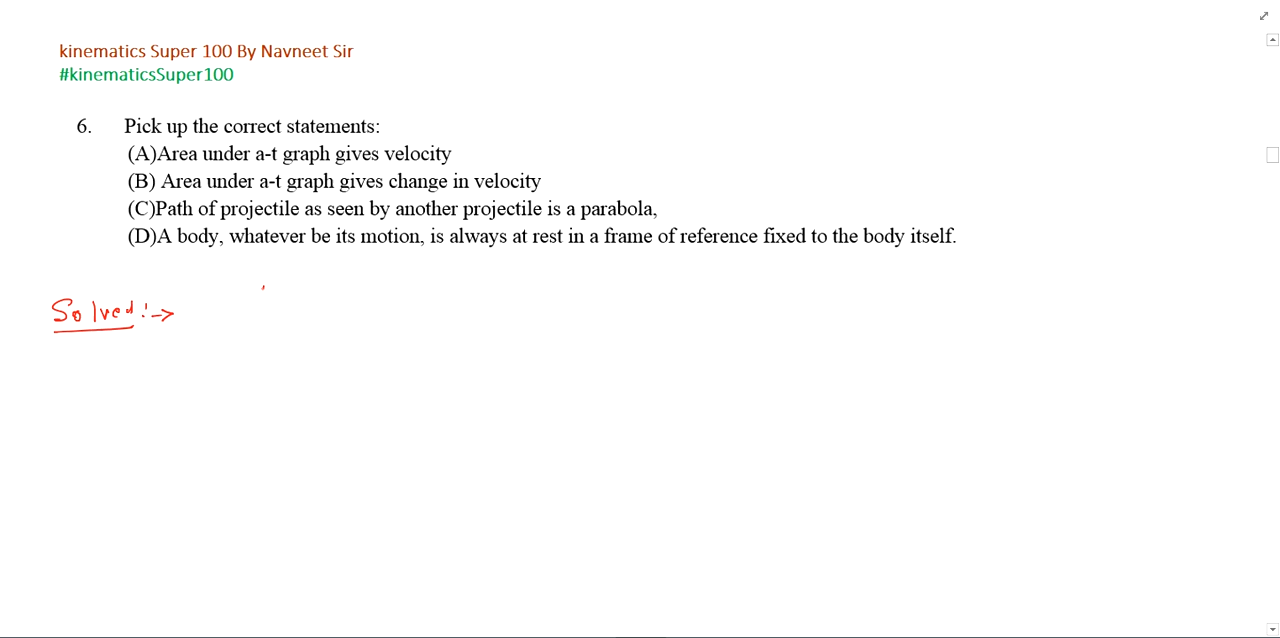 kinematics Super 100 By Navneet Sir
#kinematicsSuper100
6. Pick up the correct statements:
(A)Area under a-t graph gives velocity
(B) Area under a-t graph gives change in velocity
(C)Path of projectile as seen by another projectile is a parabola,
(D)A body, whatever be its motion, is always at rest in a frame of reference fixed to the body itself.
Solved :->